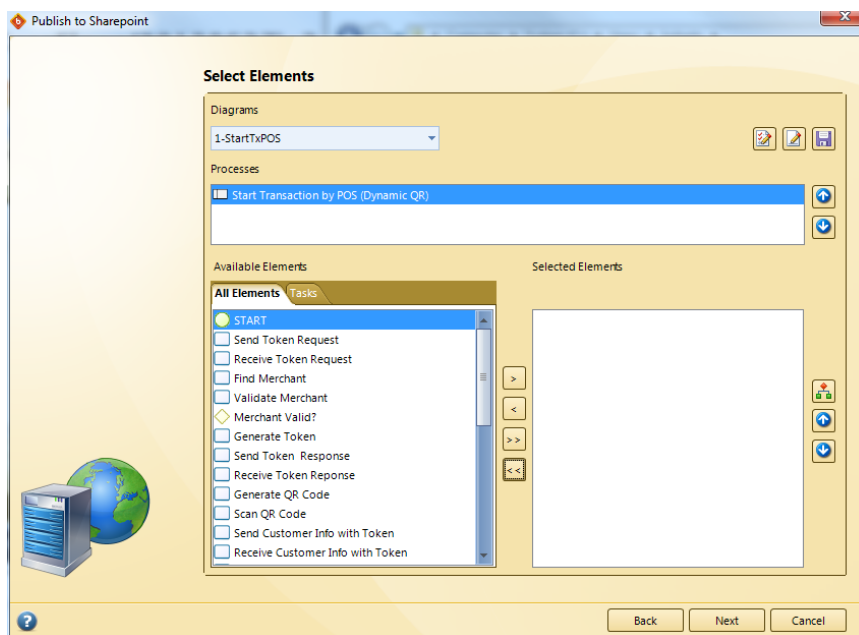 Publish to Sharepoint
Select Elements
Diagrams
1-StartTxPOS
Processes
Start Transaction by POS (Dynamic QR)
Available Elements
Selected Elements
All Elements
Tasks
START
Send Token Request
Receive Token Request
Find Merchant
Validate Merchant
Merchant Valid?
Generate Token
Send Token  Response
Receive Token Reponse
Generate QR Code
Scan QR Code
Send Customer Info with Token
Receive Customer Info with Token
>
<
>>
<<
?
Back
Next
Cancel